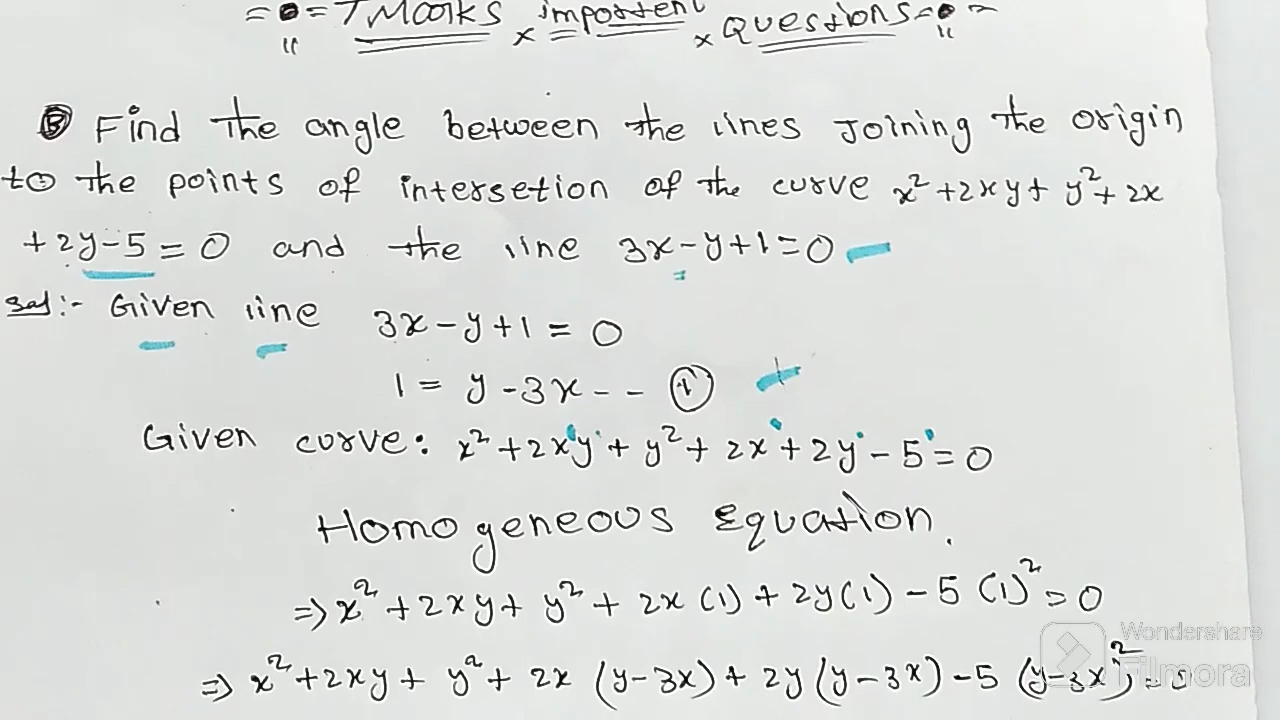 = = 7 Marks × important × Questions = =
Find the angle between the lines Joining the origin
to the points of intersetion of the curve x² + 2xy + y² + 2x
+ 2y - 5 = 0 and the line 3x - y + 1 = 0
Sol :- Given line 3x - y + 1 = 0
1 = y - 3x - - ①
Given curve: x² + 2xy + y² + 2x + 2y - 5 = 0
Homogeneous Equation.
⇒ x² + 2xy + y² + 2x (1) + 2y (1) - 5 (1)² = 0
Wondershare
Filmora
⇒ x² + 2xy + y² + 2x (y - 3x) + 2y (y - 3x) - 5 (y - 3x)² = 0